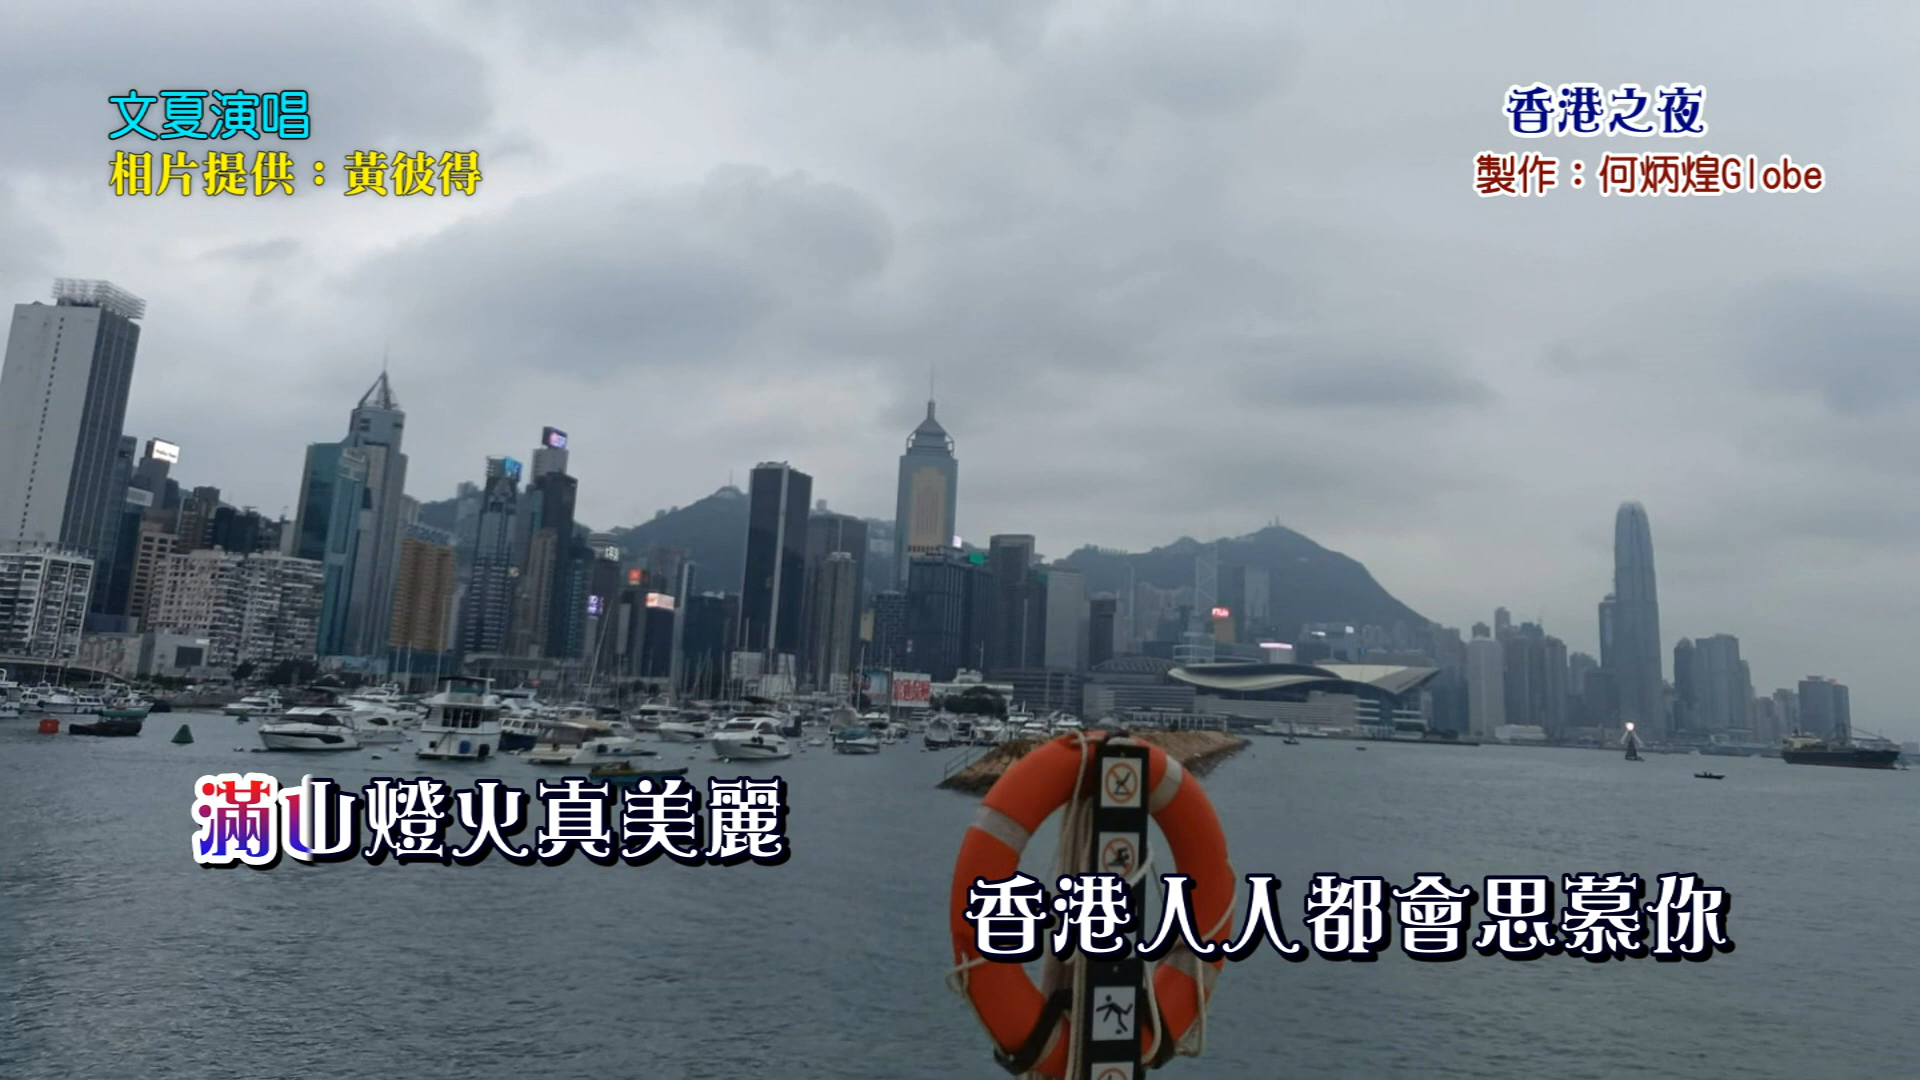 文夏演唱
相片提供：黃彼得
香港之夜
製作：何炳煌Globe
滿山燈火真美麗
香港人人都會思慕你